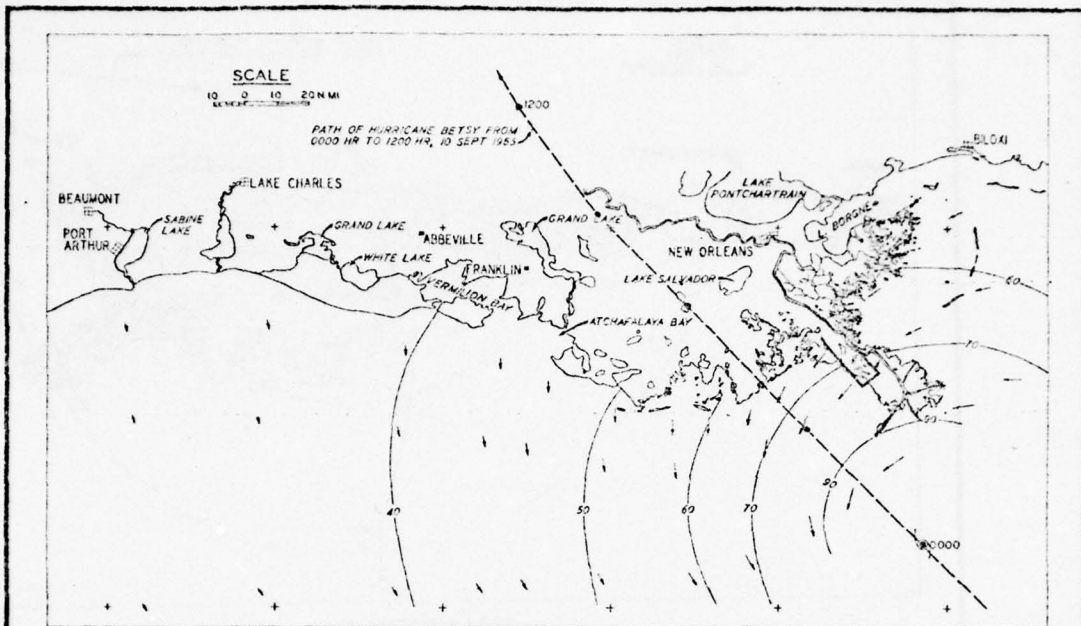 SCALE
10 0 10 20 N MI
1200
PATH OF HURRICANE BETSY FROM
0000 HR TO 1200 HR, 10 SEPT 1965
BILOXI
LAKE CHARLES
LAKE
PONTCHARTRAIN
BEAUMONT
SABINE
LAKE
GRAND LAKE
GRAND LAKE
BORGNE
PORT
ARTHUR
ABBEVILLE
NEW ORLEANS
WHITE LAKE
FRANKLIN
LAKE SALVADOR
VERMILION BAY
60
ATCHAFALAYA BAY
70
90
90
40
50
60
70
0000